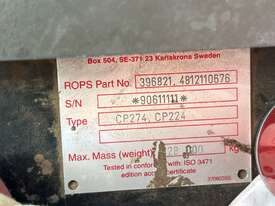 Box 504, SE-371 23 Karlskrona Sweden
ROPS Part No. 396821, 4812110676
S/N *90611111*
Type CP274, CP224
Max. Mass (weight) 28 000 kg
Tested in conformity with: ISO 3471
edition acc. to certificate